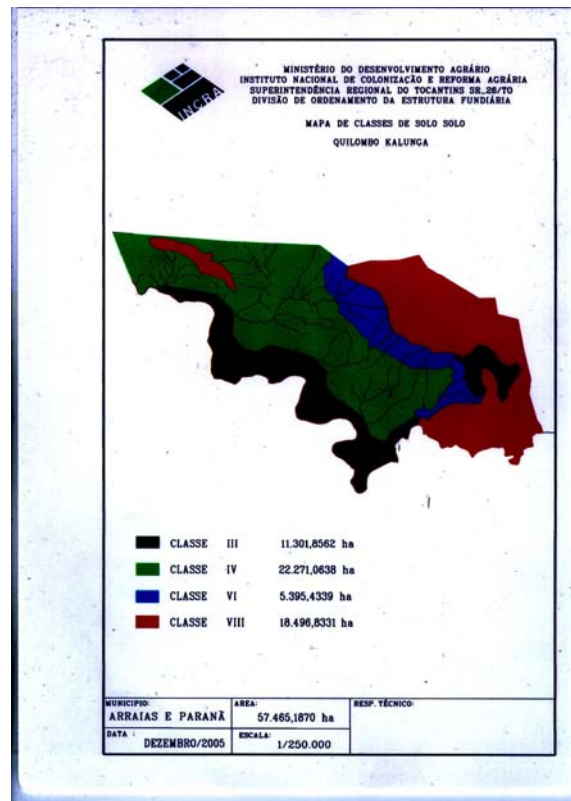 INCRA
MINISTÉRIO DO DESENVOLVIMENTO AGRÁRIO
INSTITUTO NACIONAL DE COLONIZAÇÃO E REFORMA AGRÁRIA
SUPERINTENDÊNCIA REGIONAL DO TOCANTINS SR_26/TO
DIVISÃO DE ORDENAMENTO DA ESTRUTURA FUNDIÁRIA
MAPA DE CLASSES DE SOLO SOLO
QUILOMBO KALUNGA
CLASSE III 11.301,8562 ha
CLASSE IV 22.271,0638 ha
CLASSE VI 5.395,4339 ha
CLASSE VIII 18.496,8331 ha
MUNICIPIO: AREA: RESP. TÉCNICO:
ARRAIAS E PARANÃ 57.465,1870 ha
DATA : ESCALA:
DEZEMBRO/2005 1/250.000